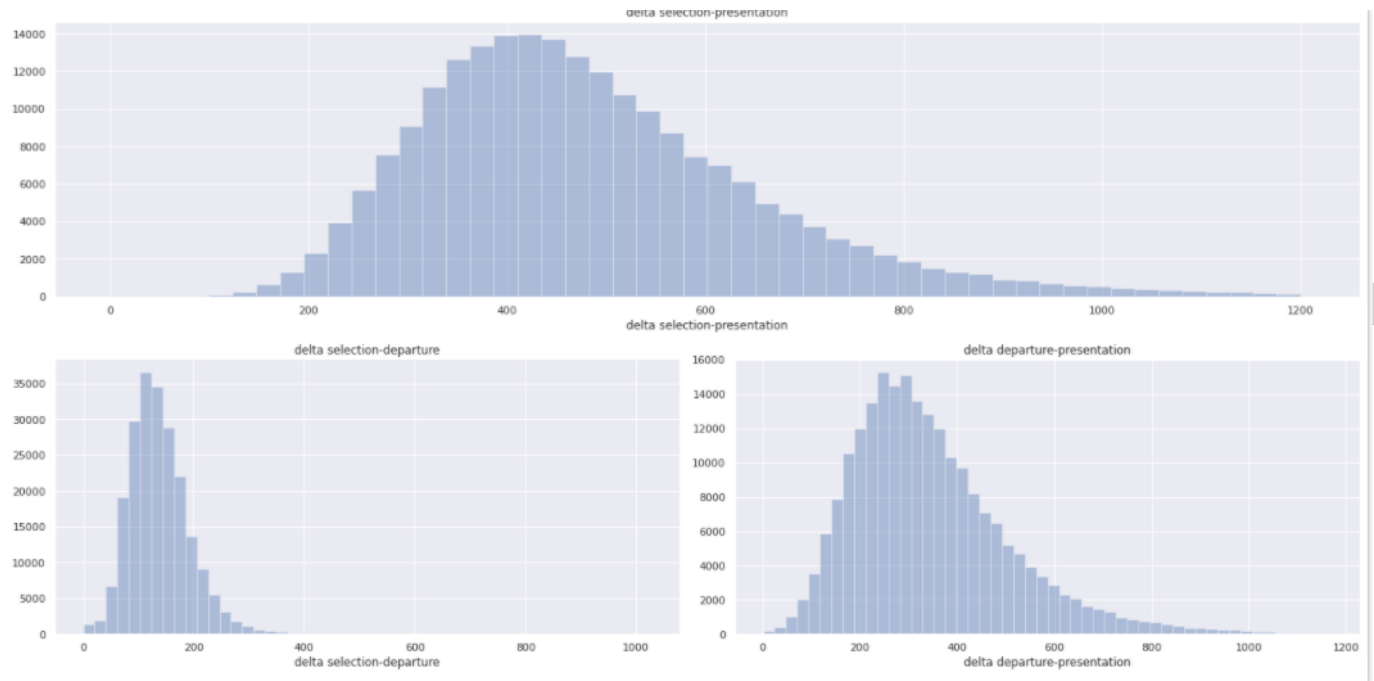 delta selection-presentation
14000
12000
10000
8000
6000
4000
2000
0
0 200 400 600 800 1000 1200
delta selection-presentation
delta selection-departure
35000
30000
25000
20000
15000
10000
5000
0
0 200 400 600 800 1000
delta selection-departure
delta departure-presentation
16000
14000
12000
10000
8000
6000
4000
2000
0
0 200 400 600 800 1000 1200
delta departure-presentation